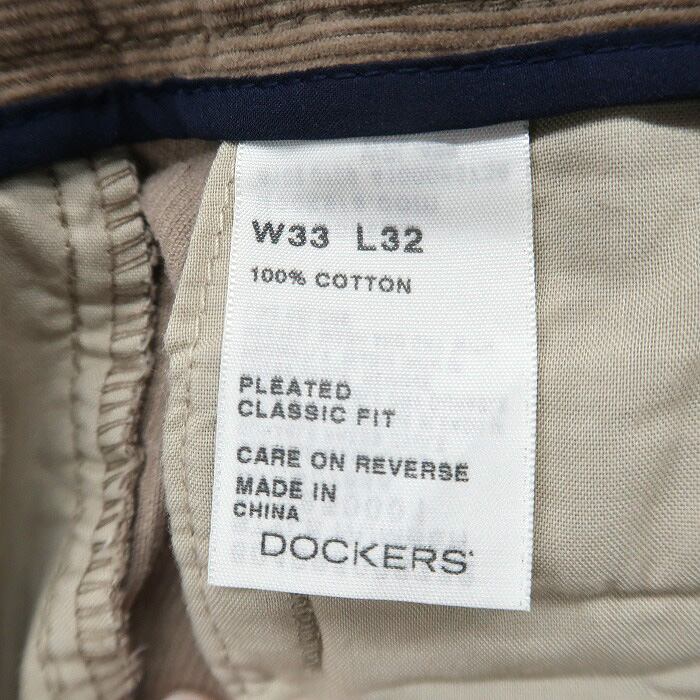 W33 L32
100% COTTON
PLEATED
CLASSIC FIT
CARE ON REVERSE
MADE IN
CHINA
DOCKERS